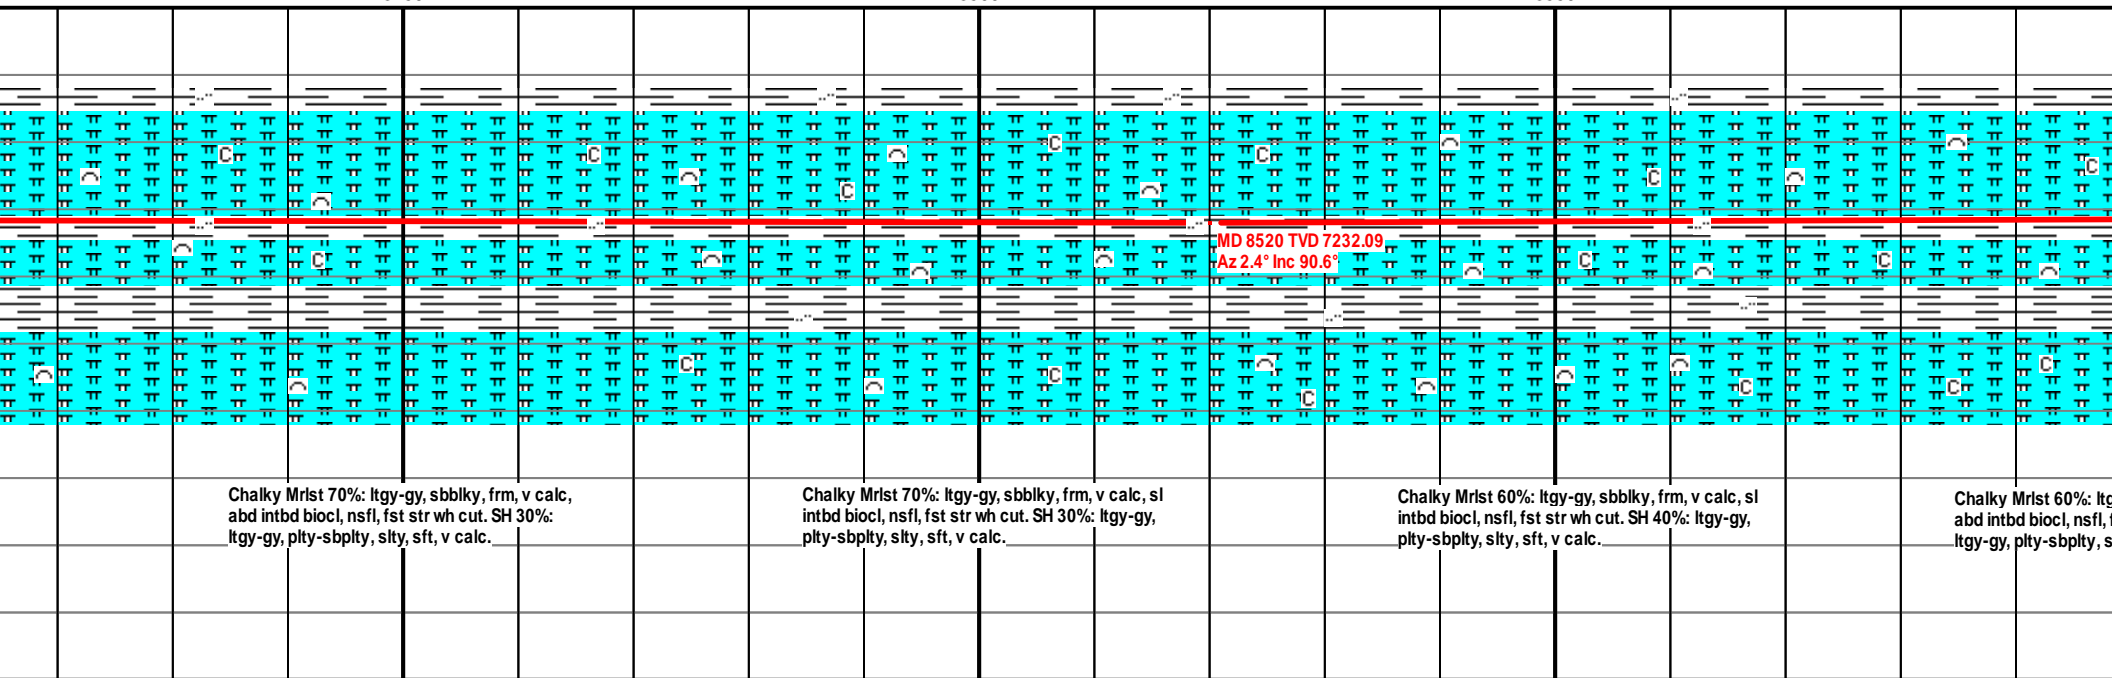 MD 8520 TVD 7232.09
Az 2.4° Inc 90.6°
Chalky Mrlst 70%: ltgy-gy, sbblky, frm, v calc,
abd intbd biocl, nsfl, fst str wh cut. SH 30%:
ltgy-gy, plty-sbplty, slty, sft, v calc.
Chalky Mrlst 70%: ltgy-gy, sbblky, frm, v calc, sl
intbd biocl, nsfl, fst str wh cut. SH 30%: ltgy-gy,
plty-sbplty, slty, sft, v calc.
Chalky Mrlst 60%: ltgy-gy, sbblky, frm, v calc, sl
intbd biocl, nsfl, fst str wh cut. SH 40%: ltgy-gy,
plty-sbplty, slty, sft, v calc.
Chalky Mrlst 60%:
abd intbd biocl, nsfl,
ltgy-gy, plty-sbplty,